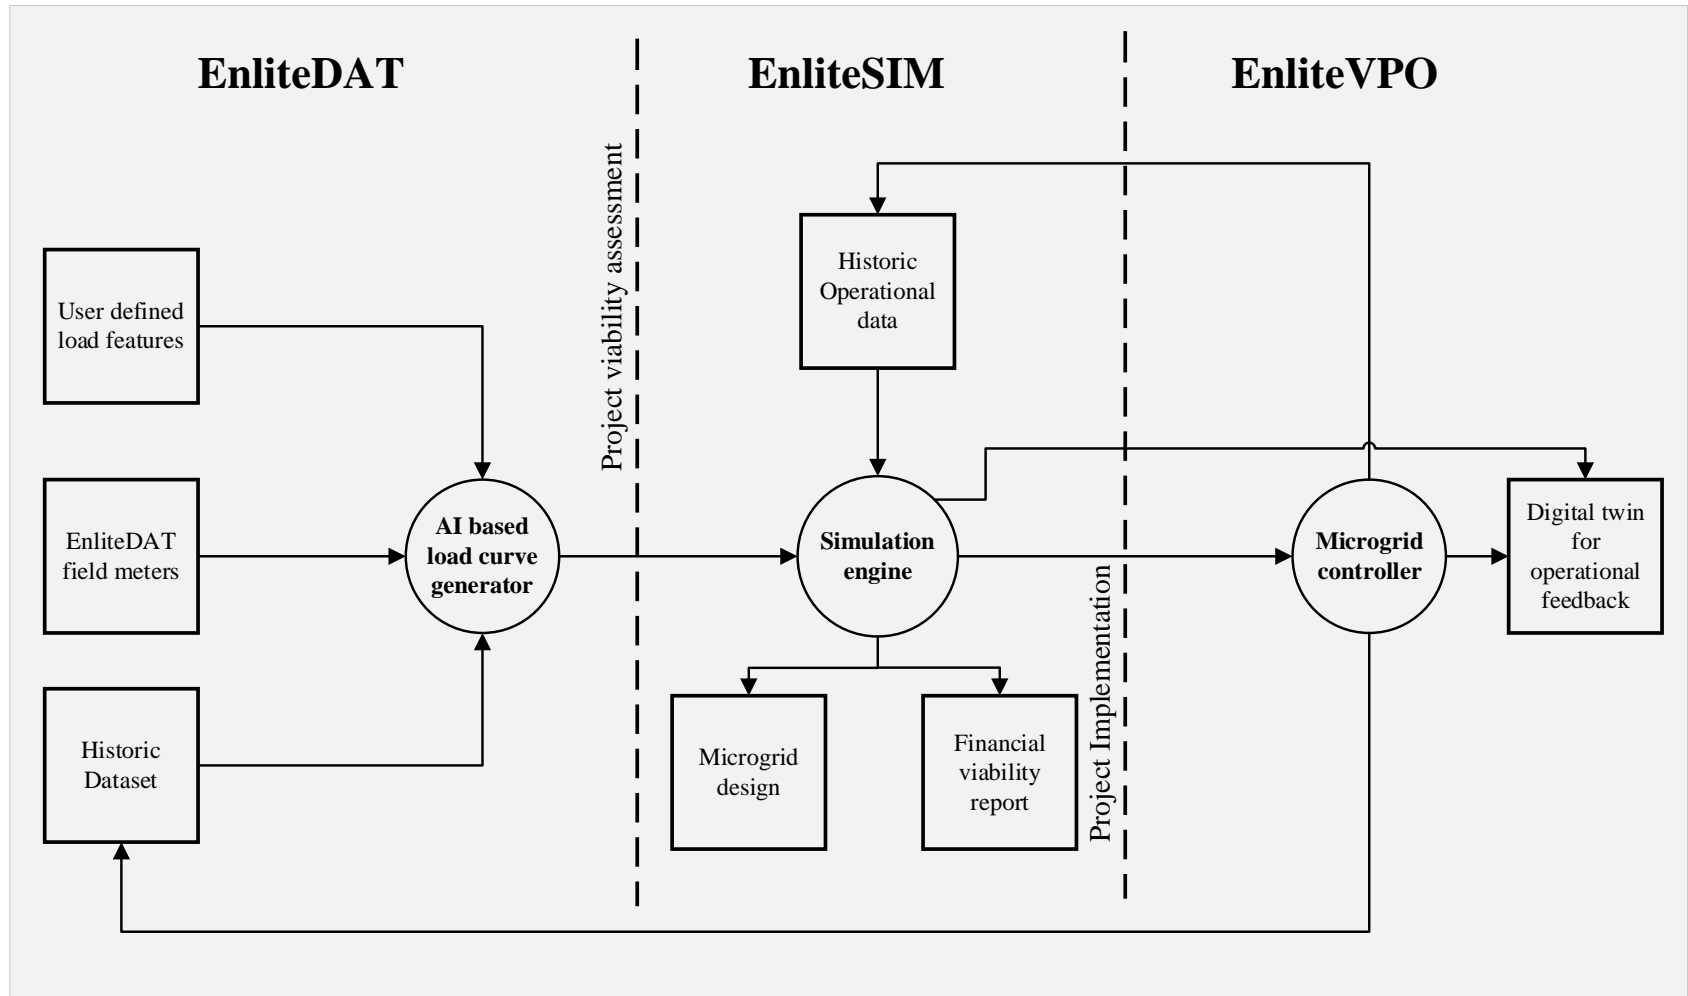 EnliteDAT
EnliteSIM
EnliteVPO
Project viability assessment
User defined
load features
EnliteDAT
field meters
Historic
Dataset
AI based
load curve
generator
Historic
Operational
data
Simulation
engine
Microgrid
design
Financial
viability
report
Project Implementation
Microgrid
controller
Digital twin
for
operational
feedback